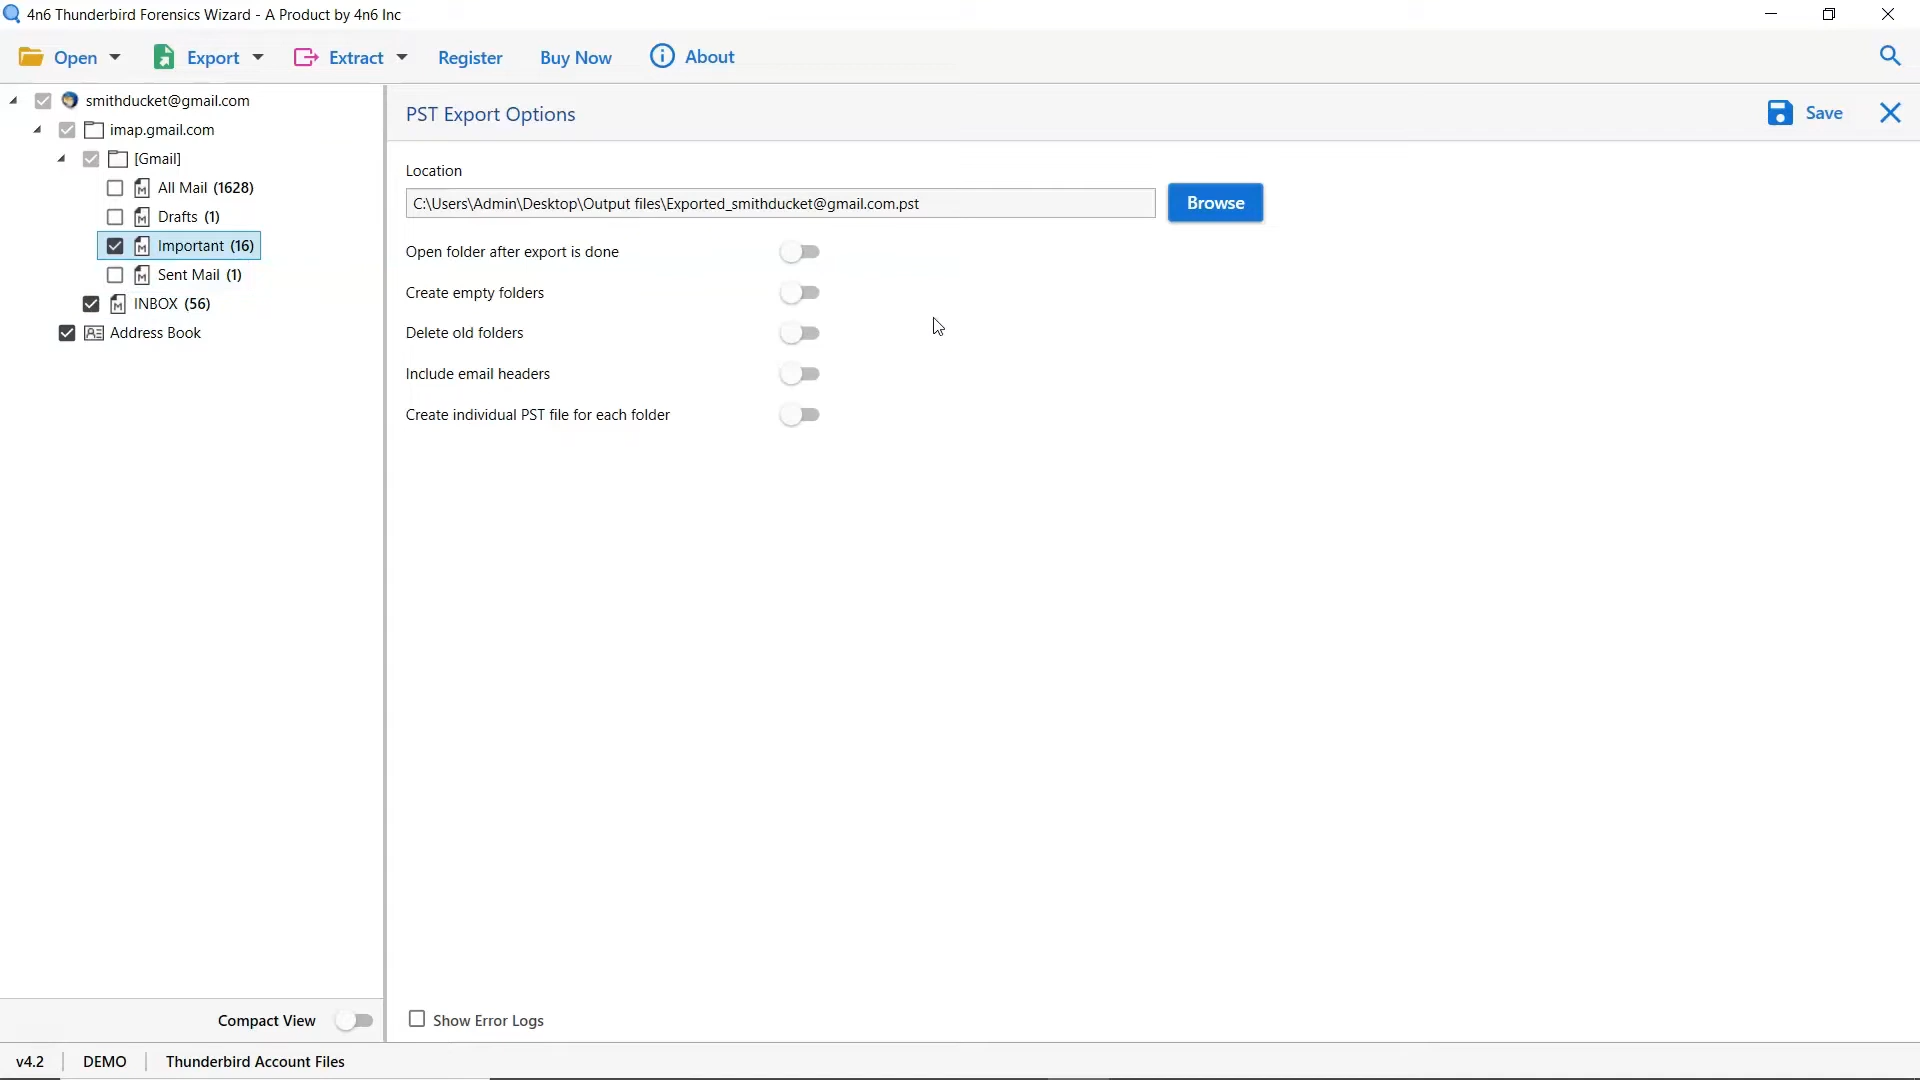 4n6 Thunderbird Forensics Wizard - A Product by 4n6 Inc
Open Export Extract Register Buy Now About
smithducket@gmail.com
imap.gmail.com
[Gmail]
All Mail (1628)
Drafts (1)
Important (16)
Sent Mail (1)
INBOX (56)
Address Book
PST Export Options
Save
Location
C:\Users\Admin\Desktop\Output files\Exported_smithducket@gmail.com.pst
Browse
Open folder after export is done
Create empty folders
Delete old folders
Include email headers
Create individual PST file for each folder
Compact View
Show Error Logs
v4.2 DEMO Thunderbird Account Files